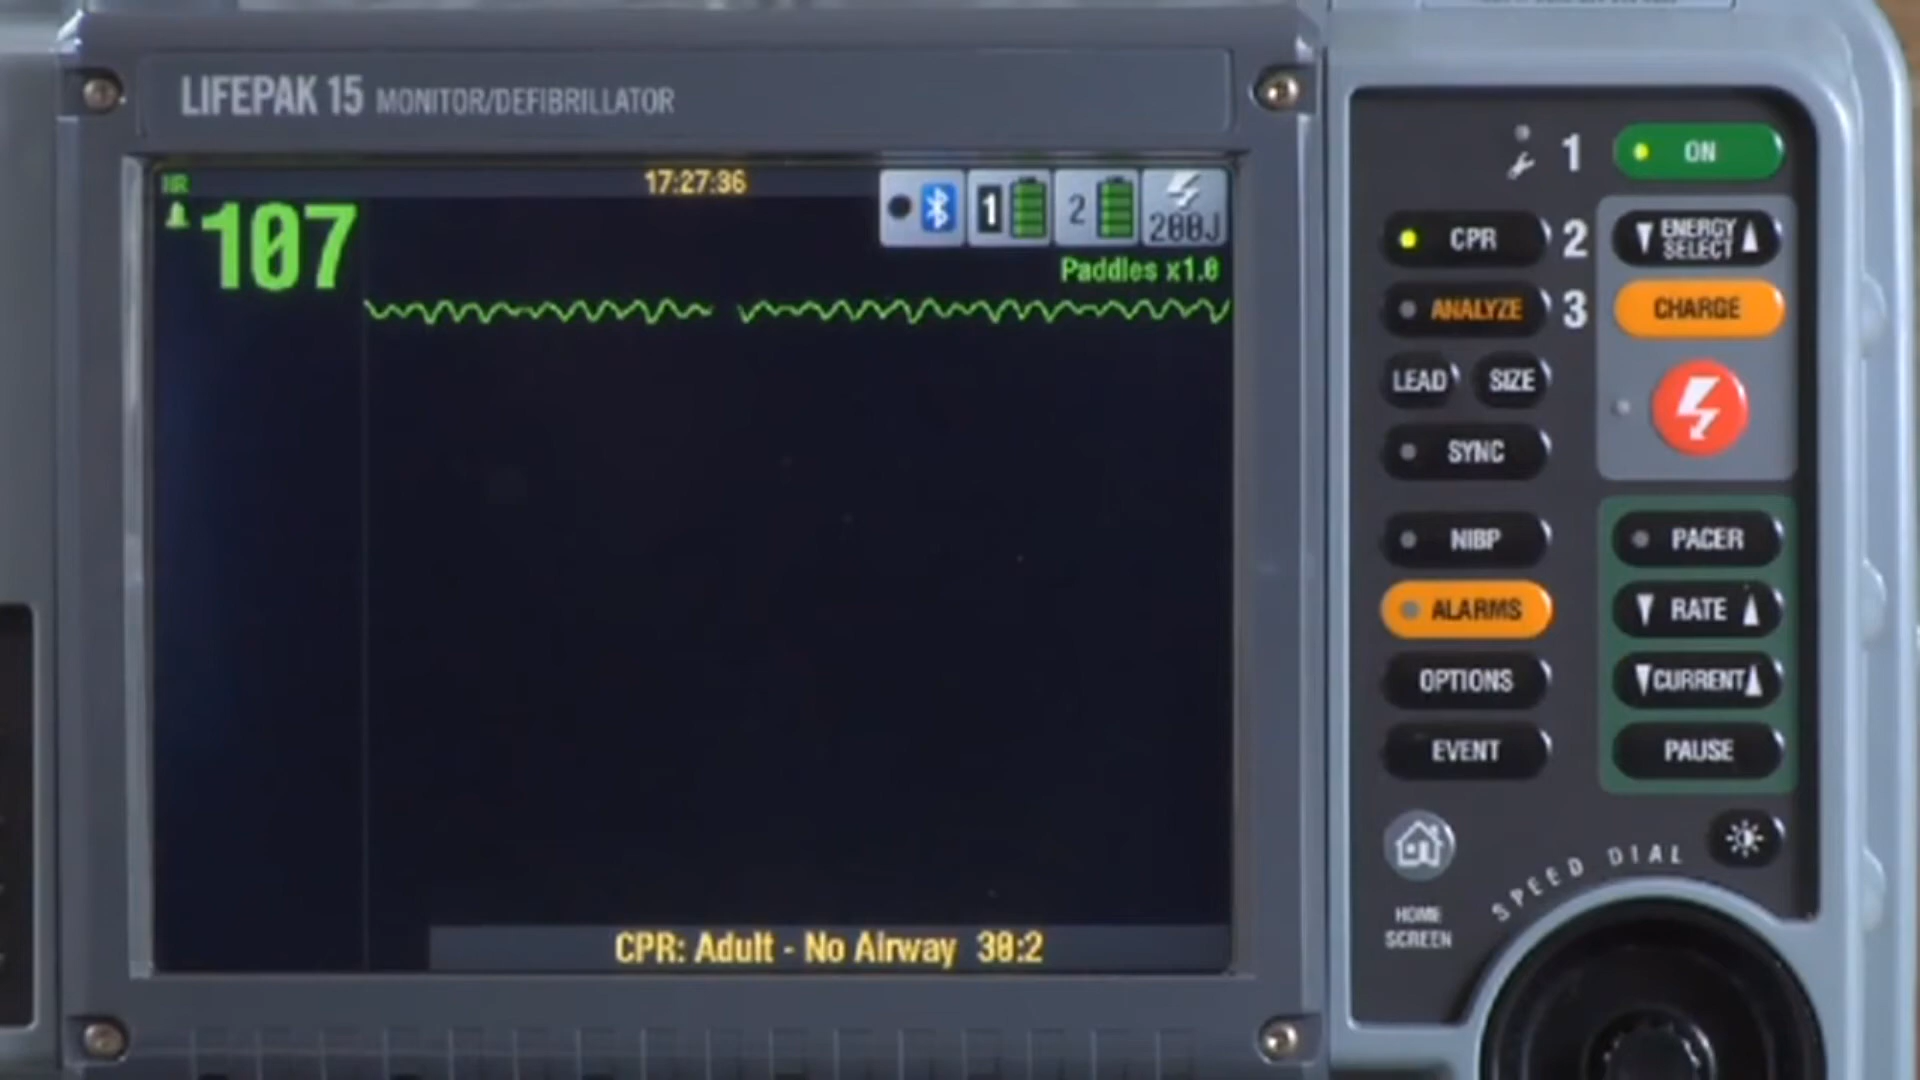 LIFEPAK 15 MONITOR/DEFIBRILLATOR
HR
107
17:27:36
1
2
200J
Paddles x1.0
CPR: Adult - No Airway 30:2
1 ON
CPR 2 ENERGY SELECT
ANALYZE 3 CHARGE
LEAD SIZE
SYNC
NIBP PACER
ALARMS RATE
OPTIONS CURRENT
EVENT PAUSE
SPEED DIAL
HOME
SCREEN